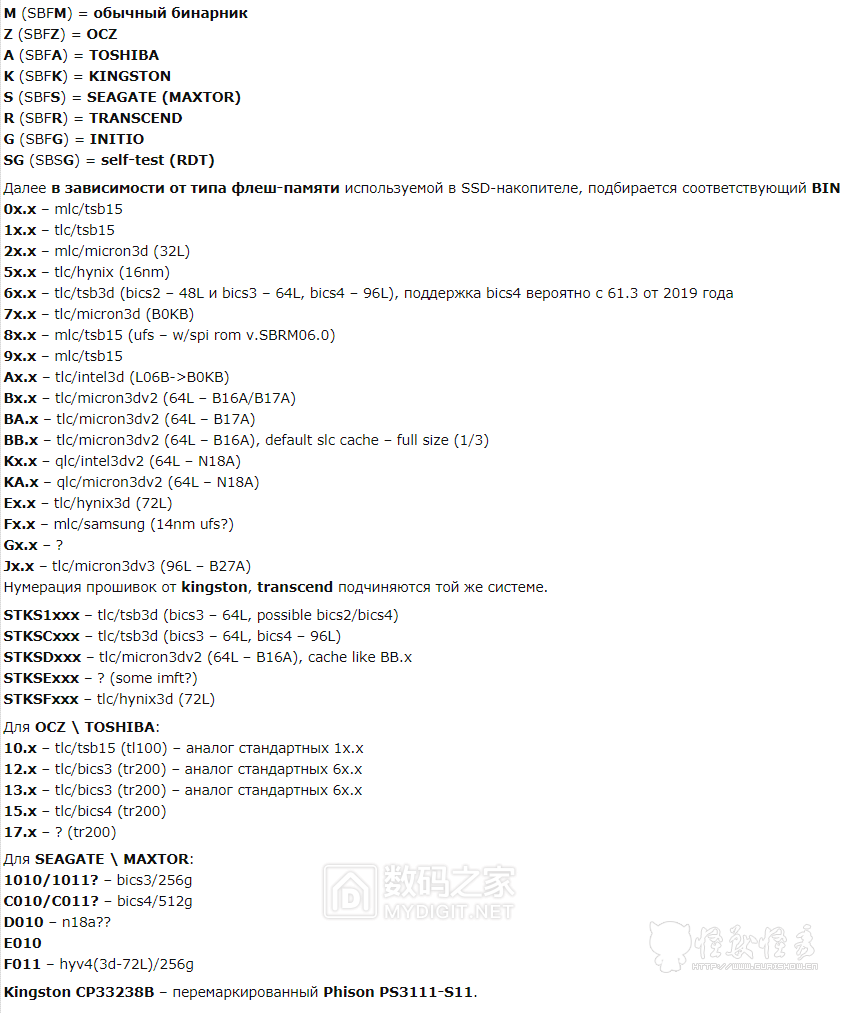 M (SBFM) = обычный бинарник
Z (SBFZ) = OCZ
A (SBFA) = TOSHIBA
K (SBFK) = KINGSTON
S (SBFS) = SEAGATE (MAXTOR)
R (SBFR) = TRANSCEND
G (SBFG) = INITIO
SG (SBSG) = self-test (RDT)
Далее в зависимости от типа флеш-памяти используемой в SSD-накопителе, подбирается соответствующий BIN
0x.x – mlc/tsb15
1x.x – tlc/tsb15
2x.x – mlc/micron3d (32L)
5x.x – tlc/hynix (16nm)
6x.x – tlc/tsb3d (bics2 – 48L и bics3 – 64L, bics4 – 96L), поддержка bics4 вероятно с 61.3 от 2019 года
7x.x – tlc/micron3d (B0KB)
8x.x – mlc/tsb15 (ufs – w/spi rom v.SBRM06.0)
9x.x – mlc/tsb15
Ax.x – tlc/intel3d (L06B->B0KB)
Bx.x – tlc/micron3dv2 (64L – B16A/B17A)
BA.x – tlc/micron3dv2 (64L – B17A)
BB.x – tlc/micron3dv2 (64L – B16A), default slc cache – full size (1/3)
Kx.x – qlc/intel3dv2 (64L – N18A)
KA.x – qlc/micron3dv2 (64L – N18A)
Ex.x – tlc/hynix3d (72L)
Fx.x – mlc/samsung (14nm ufs?)
Gx.x – ?
Jx.x – tlc/micron3dv3 (96L – B27A)
Нумерация прошивок от kingston, transcend подчиняются той же системе.
STKS1xxx – tlc/tsb3d (bics3 – 64L, possible bics2/bics4)
STKSCxxx – tlc/tsb3d (bics3 – 64L, bics4 – 96L)
STKSDxxx – tlc/micron3dv2 (64L – B16A), cache like BB.x
STKSExxx – ? (some imft?)
STKSFxxx – tlc/hynix3d (72L)
Для OCZ \ TOSHIBA:
10.x – tlc/tsb15 (tl100) – аналог стандартных 1x.x
12.x – tlc/bics3 (tr200) – аналог стандартных 6x.x
13.x – tlc/bics3 (tr200) – аналог стандартных 6x.x
15.x – tlc/bics4 (tr200)
17.x – ? (tr200)
Для SEAGATE \ MAXTOR:
1010/1011? – bics3/256g
C010/C011? – bics4/512g
D010 – n18a??
E010
F011 – hyv4(3d-72L)/256g
数码之家
MYDIGIT.NET
怪兽怪秀
HTTP://WWW.GUAISHOW.CN
Kingston CP33238B – перемаркированный Phison PS3111-S11.